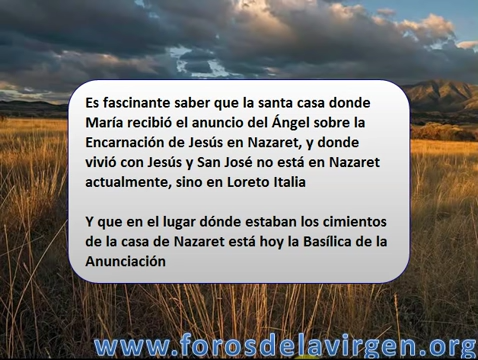 Es fascinante saber que la santa casa donde
María recibió el anuncio del Ángel sobre la
Encarnación de Jesús en Nazaret, y donde
vivió con Jesús y San José no está en Nazaret
actualmente, sino en Loreto Italia
Y que en el lugar dónde estaban los cimientos
de la casa de Nazaret está hoy la Basílica de la
Anunciación
www.forosdelavirgen.org